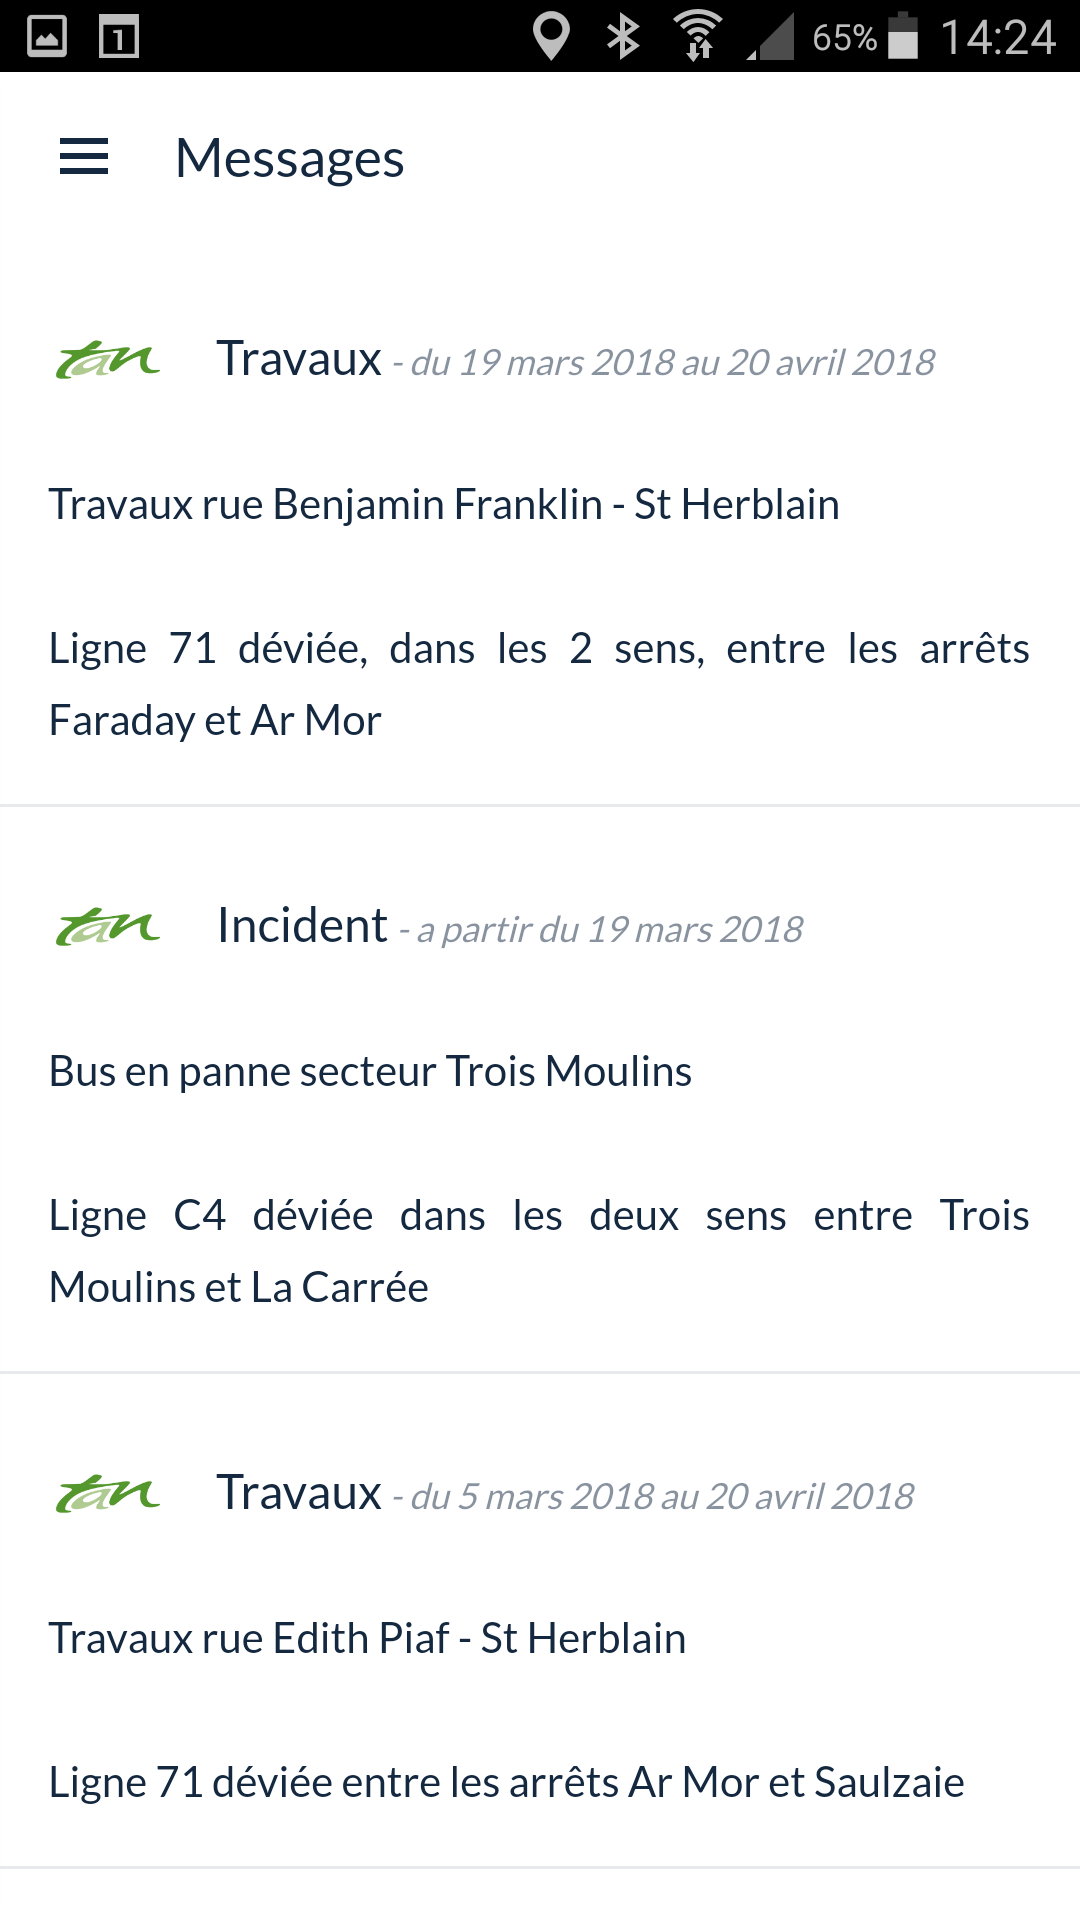 1 65% 14:24
Messages
tan Travaux - du 19 mars 2018 au 20 avril 2018
Travaux rue Benjamin Franklin - St Herblain
Ligne 71 déviée, dans les 2 sens, entre les arrêts
Faraday et Ar Mor
tan Incident - a partir du 19 mars 2018
Bus en panne secteur Trois Moulins
Ligne C4 déviée dans les deux sens entre Trois
Moulins et La Carrée
tan Travaux - du 5 mars 2018 au 20 avril 2018
Travaux rue Edith Piaf - St Herblain
Ligne 71 déviée entre les arrêts Ar Mor et Saulzaie